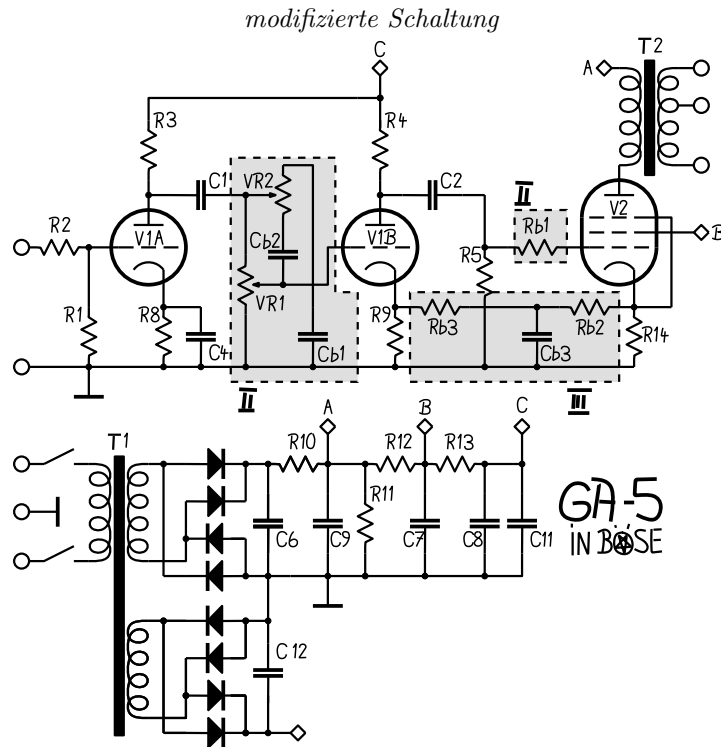 modifizierte Schaltung
C
T2
A
R3
R4
C1
VR2
C2
II
V2
R2
V1A
Cb2
V1B
Rb1
B
R5
R1
R8
VR1
R9
Rb3
Rb2
R14
C4
Cb1
Cb3
II
III
A
B
C
T1
R10
R12
R13
R11
GA-5
C6
C9
C7
C8
C11
IN BOSE
C12